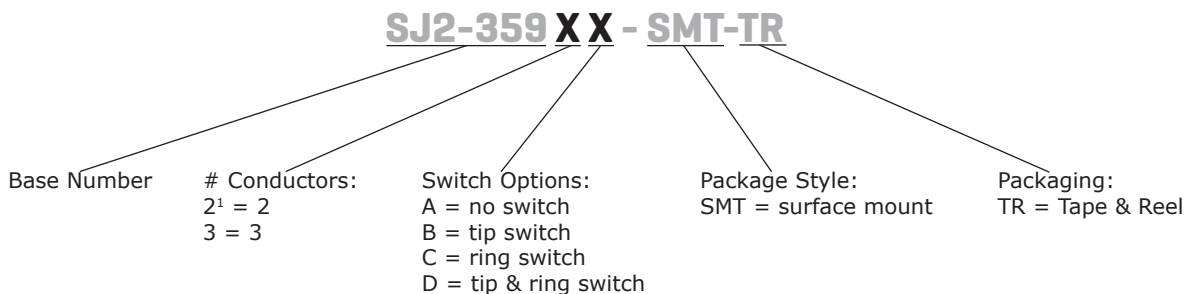 SJ2-359 X X - SMT-TR
Base Number
# Conductors:
2¹ = 2
3 = 3
Switch Options:
A = no switch
B = tip switch
C = ring switch
D = tip & ring switch
Package Style:
SMT = surface mount
Packaging:
TR = Tape & Reel